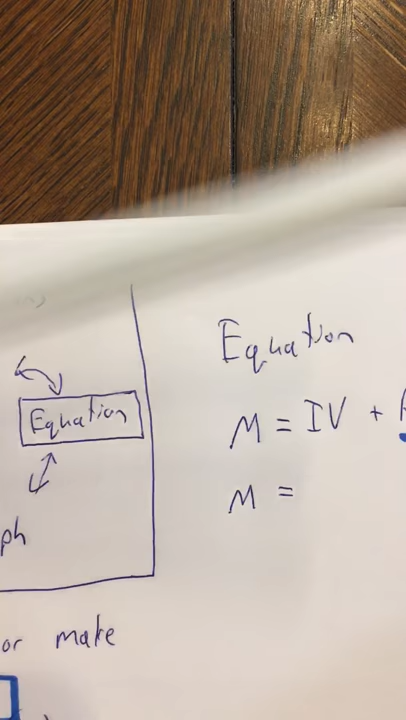 Equation
M = IV +
Equation
M =
ph
or make